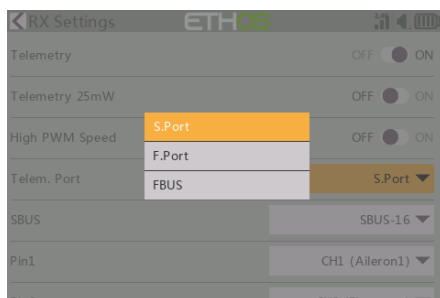 RX Settings ETHOS
Telemetry OFF ON
Telemetry 25mW OFF ON
High PWM Speed OFF ON
S.Port
F.Port
FBUS
Telem. Port S.Port
SBUS SBUS-16
Pin1 CH1 (Aileron1)